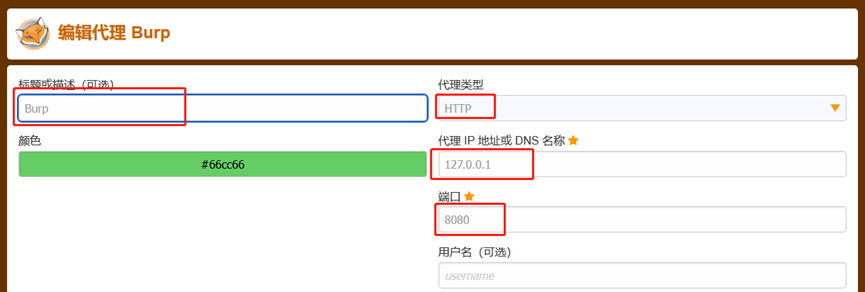 编辑代理 Burp
标题或描述（可选）
Burp
颜色
#66cc66
代理类型
HTTP
代理 IP 地址或 DNS 名称
127.0.0.1
端口
8080
用户名（可选）
username